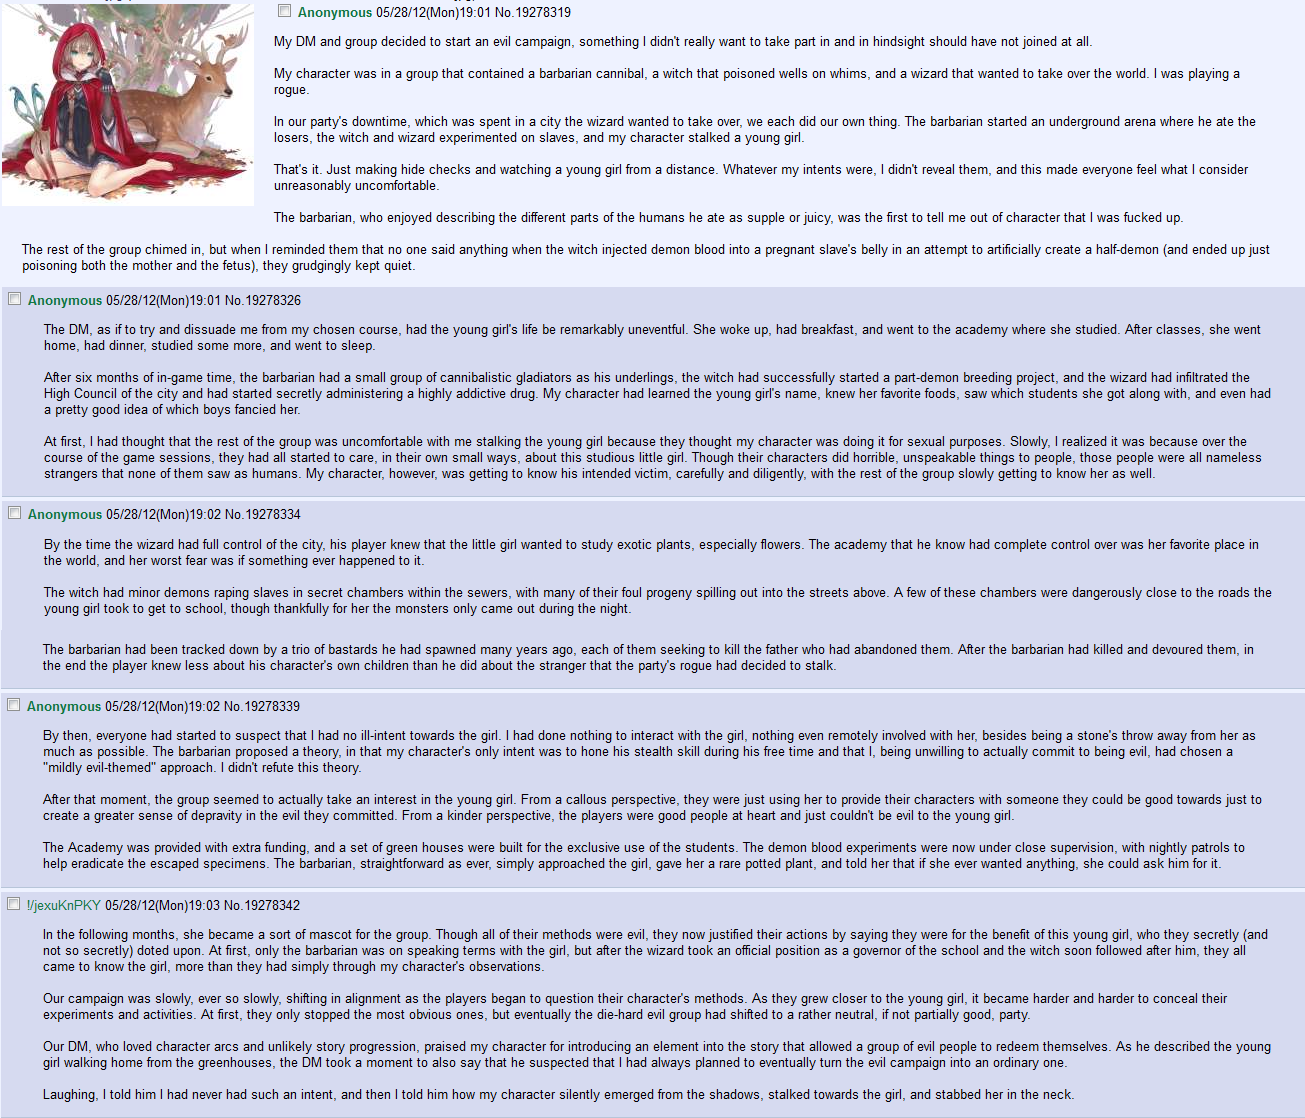 Anonymous 05/28/12(Mon)19:01 No.19278319
My DM and group decided to start an evil campaign, something I didn't really want to take part in and in hindsight should have not joined at all.
My character was in a group that contained a barbarian cannibal, a witch that poisoned wells on whims, and a wizard that wanted to take over the world. I was playing a
rogue.
In our party's downtime, which was spent in a city the wizard wanted to take over, we each did our own thing. The barbarian started an underground arena where he ate the
losers, the witch and wizard experimented on slaves, and my character stalked a young girl.
That's it. Just making hide checks and watching a young girl from a distance. Whatever my intents were, I didn't reveal them, and this made everyone feel what I consider
unreasonably uncomfortable.
The barbarian, who enjoyed describing the different parts of the humans he ate as supple or juicy, was the first to tell me out of character that I was fucked up.
The rest of the group chimed in, but when I reminded them that no one said anything when the witch injected demon blood into a pregnant slave's belly in an attempt to artificially create a half-demon (and ended up just
poisoning both the mother and the fetus), they grudgingly kept quiet.
Anonymous 05/28/12(Mon)19:01 No.19278326
The DM, as if to try and dissuade me from my chosen course, had the young girl's life be remarkably uneventful. She woke up, had breakfast, and went to the academy where she studied. After classes, she went
home, had dinner, studied some more, and went to sleep.
After six months of in-game time, the barbarian had a small group of cannibalistic gladiators as his underlings, the witch had successfully started a part-demon breeding project, and the wizard had infiltrated the
High Council of the city and had started secretly administering a highly addictive drug. My character had learned the young girl's name, knew her favorite foods, saw which students she got along with, and even had
a pretty good idea of which boys fancied her.
At first, I had thought that the rest of the group was uncomfortable with me stalking the young girl because they thought my character was doing it for sexual purposes. Slowly, I realized it was because over the
course of the game sessions, they had all started to care, in their own small ways, about this studious little girl. Though their characters did horrible, unspeakable things to people, those people were all nameless
strangers that none of them saw as humans. My character, however, was getting to know his intended victim, carefully and diligently, with the rest of the group slowly getting to know her as well.
Anonymous 05/28/12(Mon)19:02 No.19278334
By the time the wizard had full control of the city, his player knew that the little girl wanted to study exotic plants, especially flowers. The academy that he know had complete control over was her favorite place in
the world, and her worst fear was if something ever happened to it.
The witch had minor demons raping slaves in secret chambers within the sewers, with many of their foul progeny spilling out into the streets above. A few of these chambers were dangerously close to the roads the
young girl took to get to school, though thankfully for her the monsters only came out during the night.
The barbarian had been tracked down by a trio of bastards he had spawned many years ago, each of them seeking to kill the father who had abandoned them. After the barbarian had killed and devoured them, in
the end the player knew less about his character's own children than he did about the stranger that the party's rogue had decided to stalk.
Anonymous 05/28/12(Mon)19:02 No.19278339
By then, everyone had started to suspect that I had no ill-intent towards the girl. I had done nothing to interact with the girl, nothing even remotely involved with her, besides being a stone's throw away from her as
much as possible. The barbarian proposed a theory, in that my character's only intent was to hone his stealth skill during his free time and that I, being unwilling to actually commit to being evil, had chosen a
"mildly evil-themed" approach. I didn't refute this theory.
After that moment, the group seemed to actually take an interest in the young girl. From a callous perspective, they were just using her to provide their characters with someone they could be good towards just to
create a greater sense of depravity in the evil they committed. From a kinder perspective, the players were good people at heart and just couldn't be evil to the young girl.
The Academy was provided with extra funding, and a set of green houses were built for the exclusive use of the students. The demon blood experiments were now under close supervision, with nightly patrols to
help eradicate the escaped specimens. The barbarian, straightforward as ever, simply approached the girl, gave her a rare potted plant, and told her that if she ever wanted anything, she could ask him for it.
!/jexuKnPKY 05/28/12(Mon)19:03 No.19278342
In the following months, she became a sort of mascot for the group. Though all of their methods were evil, they now justified their actions by saying they were for the benefit of this young girl, who they secretly (and
not so secretly) doted upon. At first, only the barbarian was on speaking terms with the girl, but after the wizard took an official position as a governor of the school and the witch soon followed after him, they all
came to know the girl, more than they had simply through my character's observations.
Our campaign was slowly, ever so slowly, shifting in alignment as the players began to question their character's methods. As they grew closer to the young girl, it became harder and harder to conceal their
experiments and activities. At first, they only stopped the most obvious ones, but eventually the die-hard evil group had shifted to a rather neutral, if not partially good, party.
Our DM, who loved character arcs and unlikely story progression, praised my character for introducing an element into the story that allowed a group of evil people to redeem themselves. As he described the young
girl walking home from the greenhouses, the DM took a moment to also say that he suspected that I had always planned to eventually turn the evil campaign into an ordinary one.
Laughing, I told him I had never had such an intent, and then I told him how my character silently emerged from the shadows, stalked towards the girl, and stabbed her in the neck.